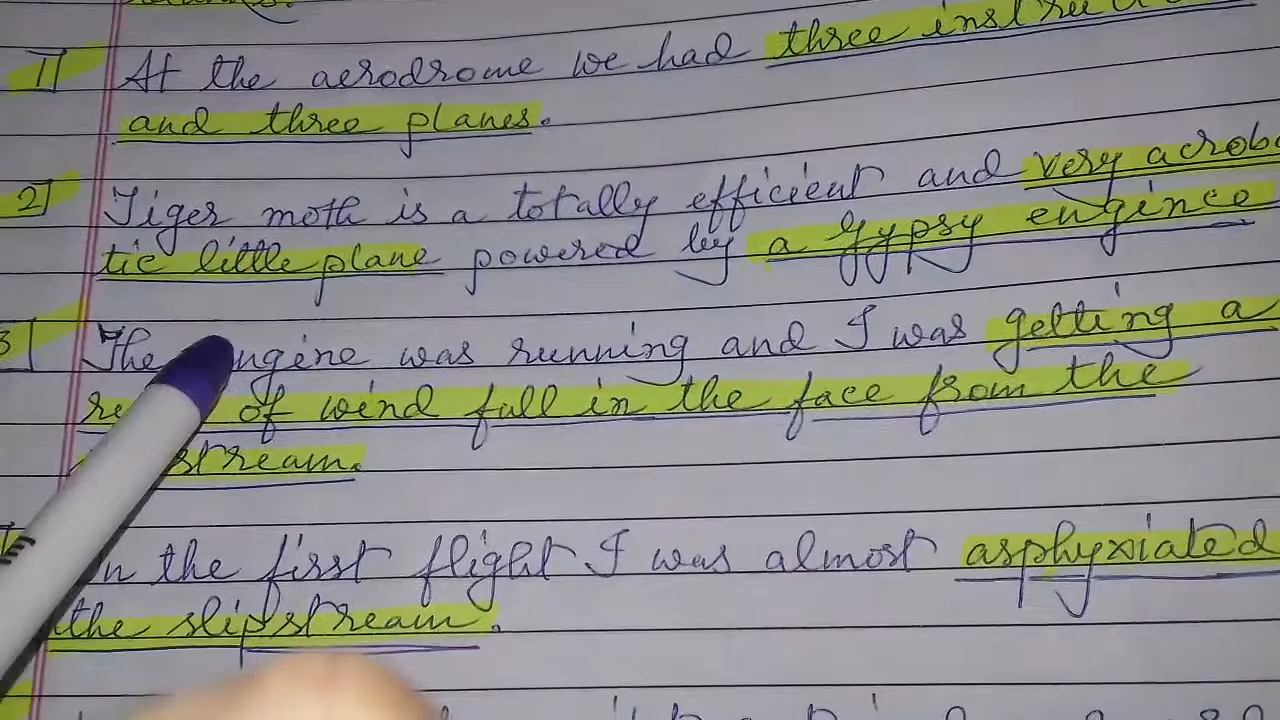 1] At the aerodrome we had three
and three planes.
2] Tiger moth is a totally efficient and very acrob
tic little plane powered by a Gypsy engince
3] The engine was running and I was getting a
of wind full in the face from the
stream.
In the first flight I was almost asphyxiated
the slipstream.